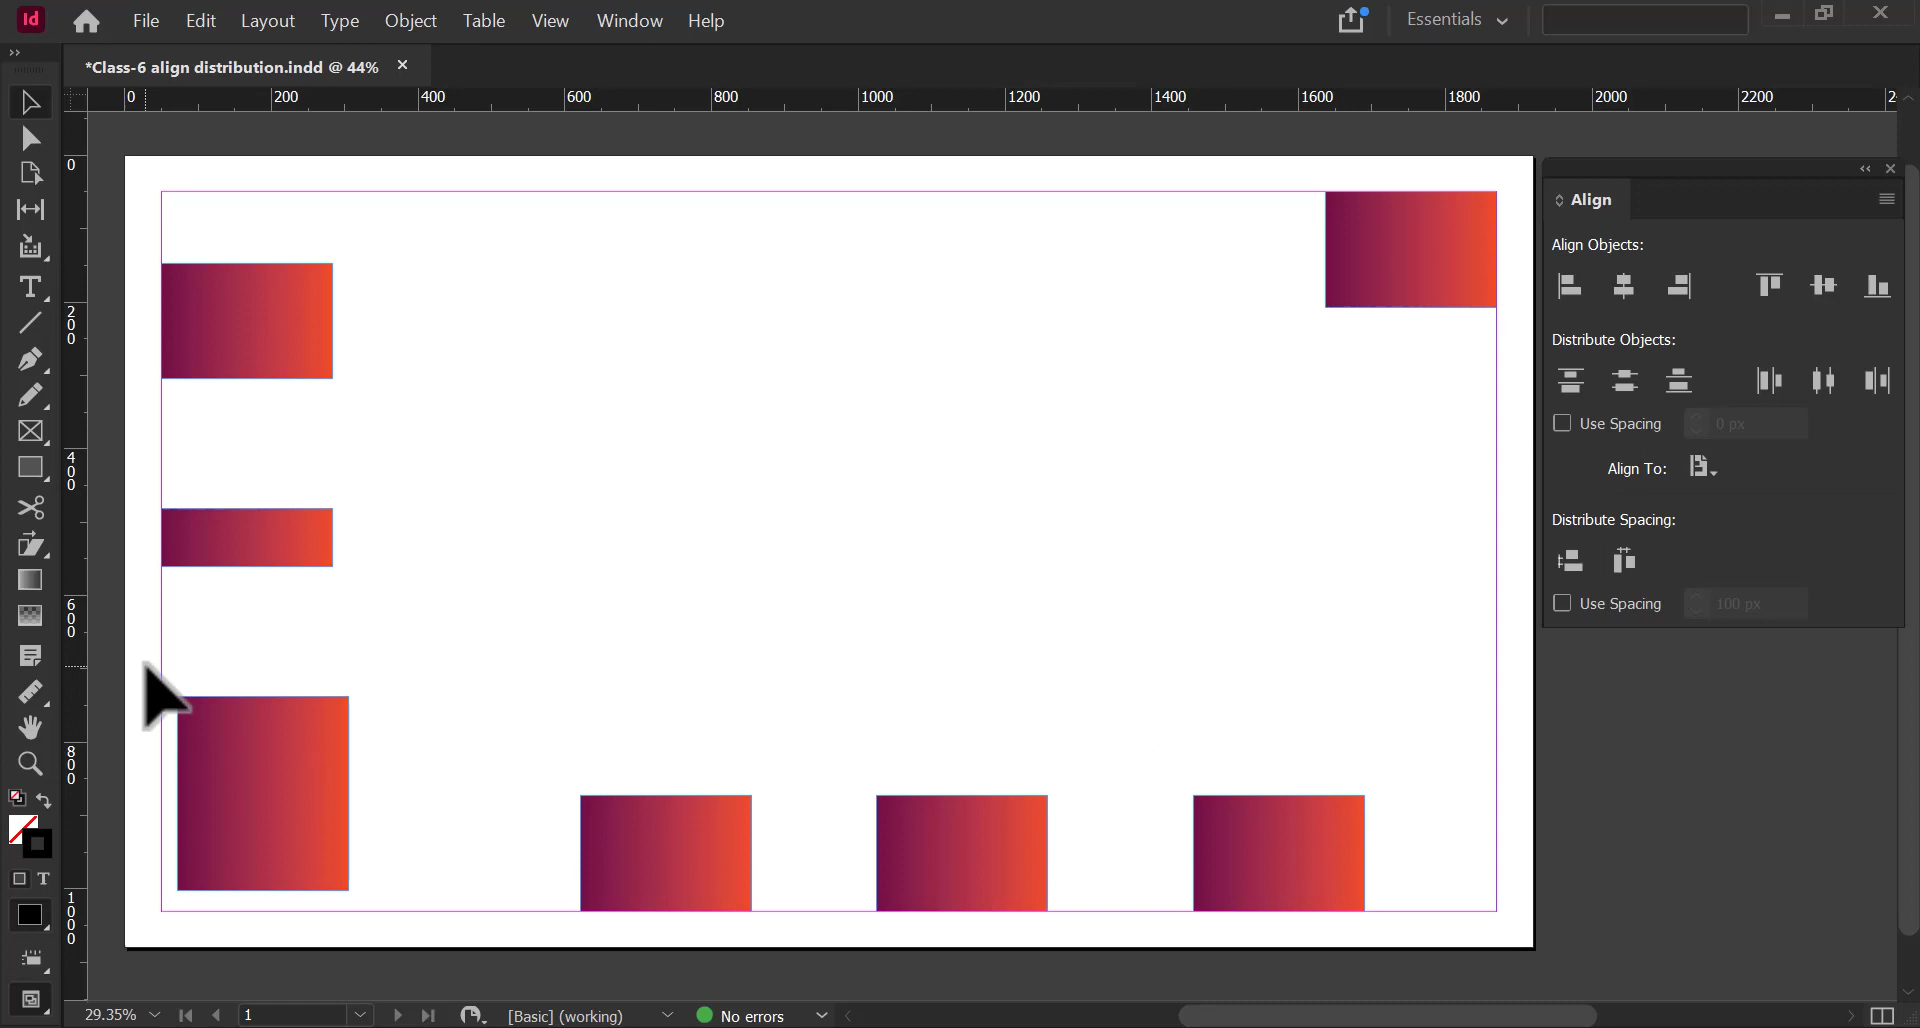 Id File Edit Layout Type Object Table View Window Help Essentials
*Class-6 align distribution.indd @ 44%
0 200 400 600 800 1000 1200 1400 1600 1800 2000 2200
0
200
400
600
800
1000
Align
Align Objects:
Distribute Objects:
Use Spacing 0 px
Align To:
Distribute Spacing:
Use Spacing 100 px
T
29.35% 1 [Basic] (working) No errors